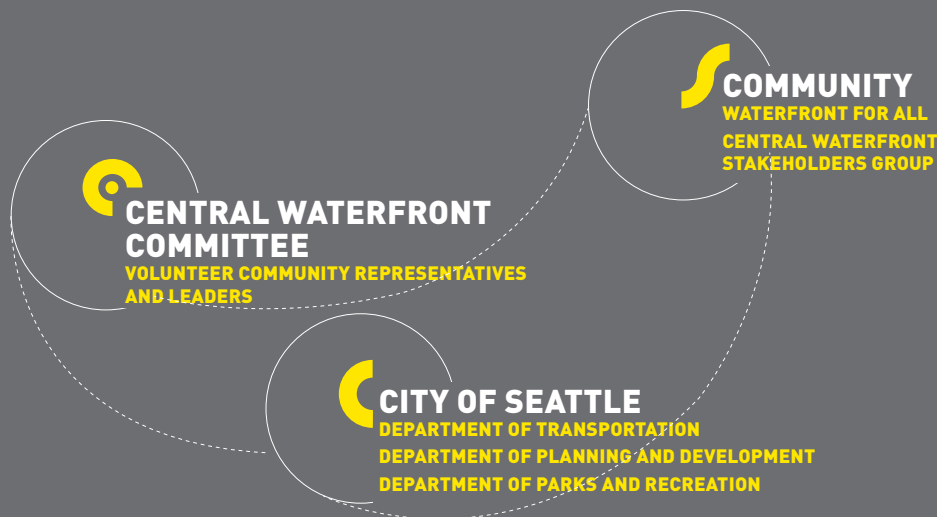 COMMUNITY
WATERFRONT FOR ALL
CENTRAL WATERFRONT
STAKEHOLDERS GROUP
CENTRAL WATERFRONT
COMMITTEE
VOLUNTEER COMMUNITY REPRESENTATIVES
AND LEADERS
CITY OF SEATTLE
DEPARTMENT OF TRANSPORTATION
DEPARTMENT OF PLANNING AND DEVELOPMENT
DEPARTMENT OF PARKS AND RECREATION